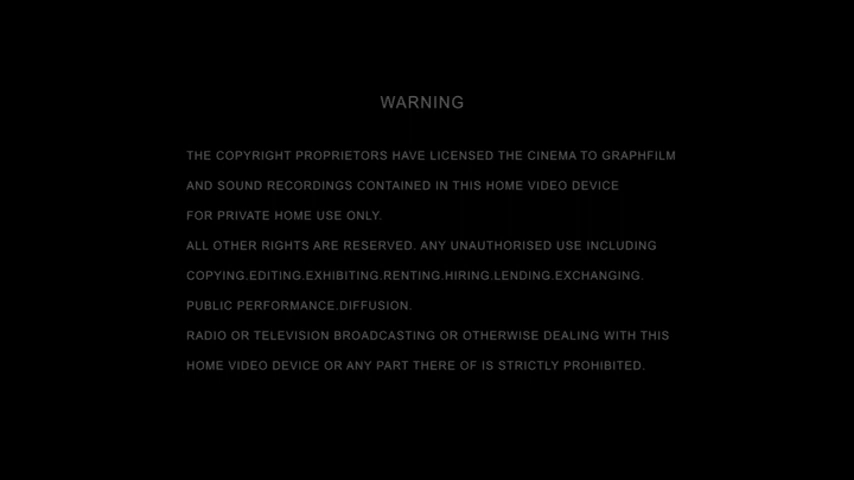 WARNING
THE COPYRIGHT PROPRIETORS HAVE LICENSED THE CINEMA TO GRAPHFILM
AND SOUND RECORDINGS CONTAINED IN THIS HOME VIDEO DEVICE
FOR PRIVATE HOME USE ONLY.
ALL OTHER RIGHTS ARE RESERVED. ANY UNAUTHORISED USE INCLUDING
COPYING.EDITING.EXHIBITING.RENTING.HIRING.LENDING.EXCHANGING.
PUBLIC PERFORMANCE.DIFFUSION.
RADIO OR TELEVISION BROADCASTING OR OTHERWISE DEALING WITH THIS
HOME VIDEO DEVICE OR ANY PART THERE OF IS STRICTLY PROHIBITED.